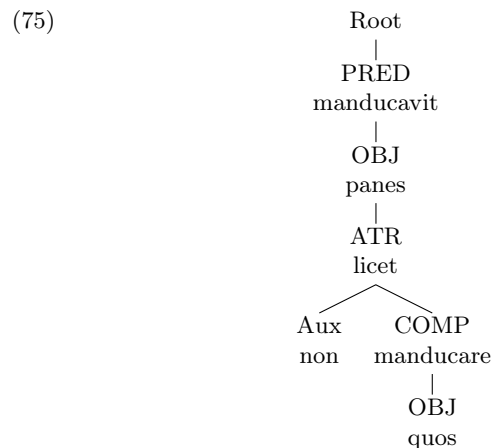 (75)
Root
PRED
manducavit
OBJ
panes
ATR
licet
Aux COMP
non manducare
OBJ
quos